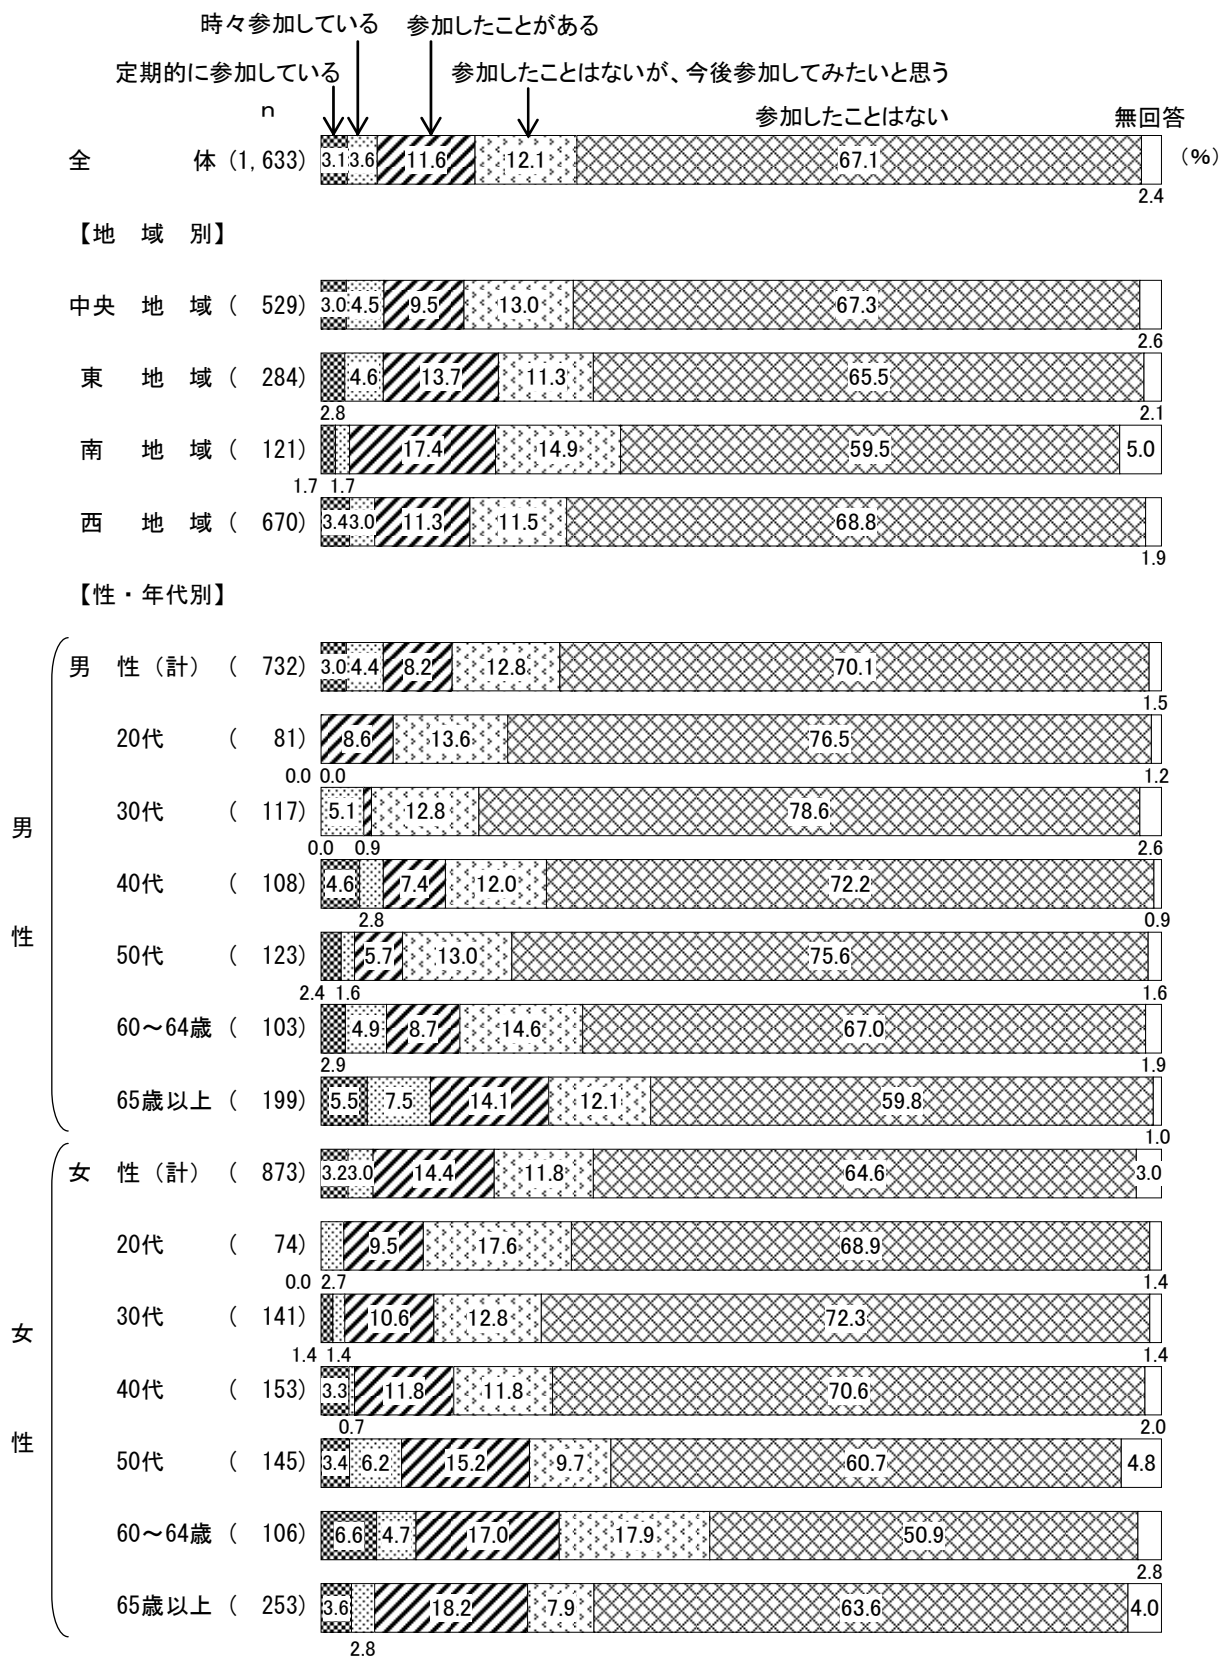 時々参加している　参加したことがある
定期的に参加している　参加したことはないが、今後参加してみたいと思う
n　参加したことはない　無回答
全　体 (1,633) 3.1 3.6 11.6 12.1 67.1 (%)
2.4
【地　域　別】
中央　地　域 (　529) 3.0 4.5 9.5 13.0 67.3
2.6
東　地　域 (　284) 4.6 13.7 11.3 65.5
2.8 2.1
南　地　域 (　121) 17.4 14.9 59.5 5.0
1.7 1.7
西　地　域 (　670) 3.4 3.0 11.3 11.5 68.8
1.9
【性・年代別】
男　性（計） (　732) 3.0 4.4 8.2 12.8 70.1
1.5
20代 (　81) 8.6 13.6 76.5
0.0 0.0 1.2
30代 (　117) 5.1 12.8 78.6
男
0.0 0.9 2.6
40代 (　108) 4.6 7.4 12.0 72.2
2.8 0.9
性
50代 (　123) 5.7 13.0 75.6
2.4 1.6 1.6
60～64歳 (　103) 4.9 8.7 14.6 67.0
2.9 1.9
65歳以上 (　199) 5.5 7.5 14.1 12.1 59.8
1.0
女　性（計） (　873) 3.2 3.0 14.4 11.8 64.6 3.0
20代 (　74) 9.5 17.6 68.9
0.0 2.7 1.4
30代 (　141) 10.6 12.8 72.3
女
1.4 1.4 1.4
40代 (　153) 3.3 11.8 11.8 70.6
0.7 2.0
性
50代 (　145) 3.4 6.2 15.2 9.7 60.7 4.8
60～64歳 (　106) 6.6 4.7 17.0 17.9 50.9
2.8
65歳以上 (　253) 3.6 18.2 7.9 63.6 4.0
2.8